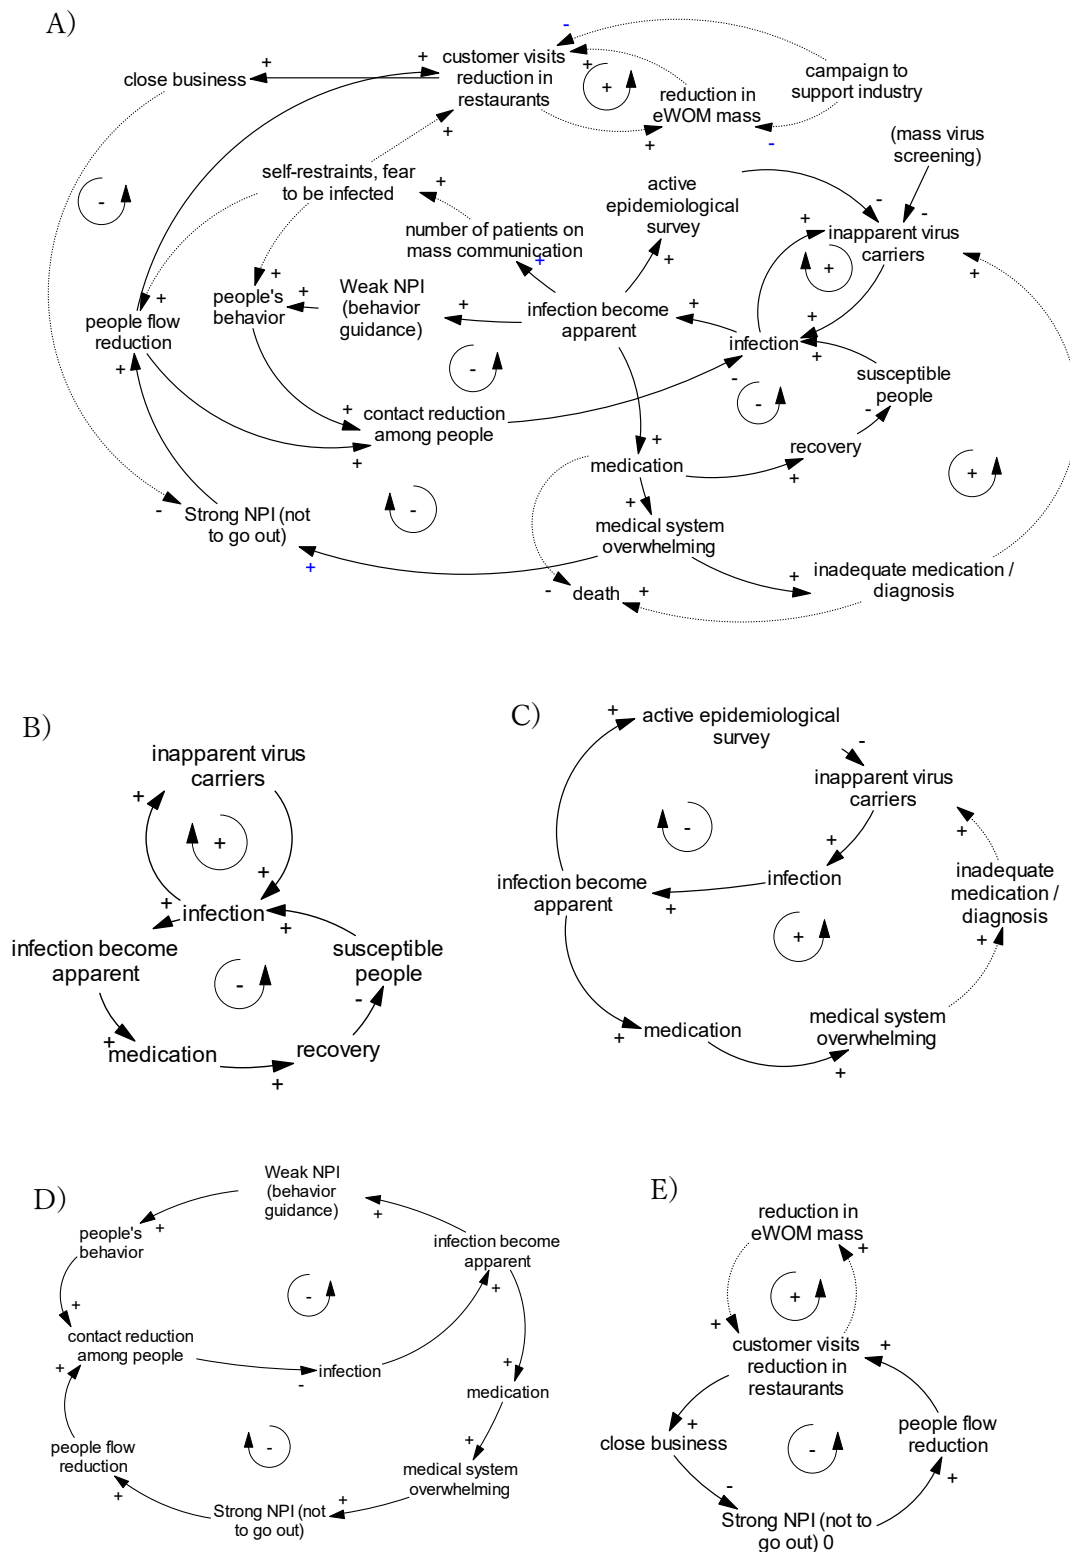 A)
customer visits
reduction in
restaurants
close business
campaign to
support industry
reduction in
eWOM mass
(mass virus
screening)
self-restraints, fear
to be infected
active
epidemiological
survey
number of patients on
mass communication
inapparent virus
carriers
people's
behavior
Weak NPI
(behavior
guidance)
infection become
apparent
people flow
reduction
infection
susceptible
people
contact reduction
among people
recovery
medication
Strong NPI (not
to go out)
medical system
overwhelming
inadequate medication /
diagnosis
death
B)
inapparent virus
carriers
infection
infection become
apparent
susceptible
people
medication
recovery
C)
active epidemiological
survey
inapparent virus
carriers
infection
infection become
apparent
inadequate
medication /
diagnosis
medication
medical system
overwhelming
D)
Weak NPI
(behavior
guidance)
people's
behavior
infection become
apparent
contact reduction
among people
infection
medication
people flow
reduction
medical system
overwhelming
Strong NPI (not
to go out)
E)
reduction in
eWOM mass
customer visits
reduction in
restaurants
close business
people flow
reduction
Strong NPI (not to
go out) 0